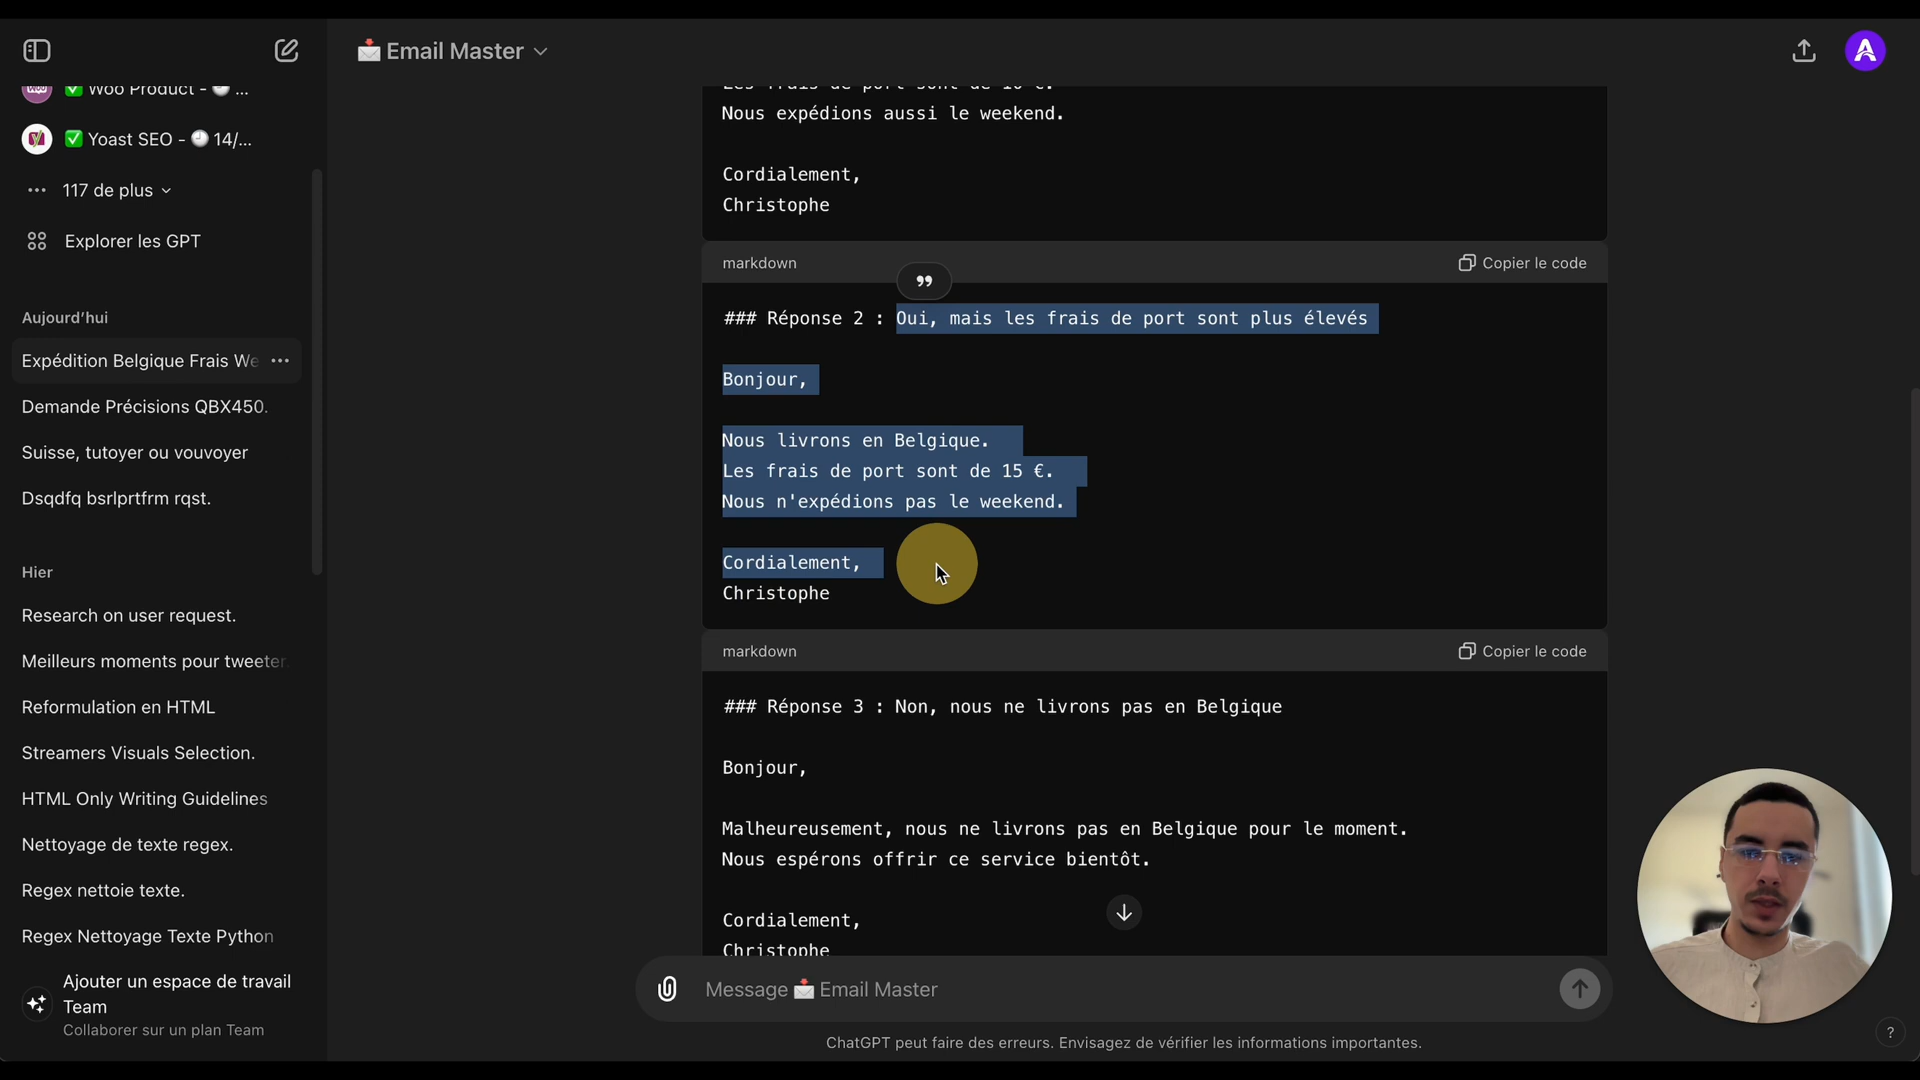 Woo Product - ...
Yoast SEO - 14/...
117 de plus
Explorer les GPT
Aujourd'hui
Expédition Belgique Frais We
Demande Précisions QBX450.
Suisse, tutoyer ou vouvoyer
Dsqdfq bsrlprtfrm rqst.
Hier
Research on user request.
Meilleurs moments pour tweeter
Reformulation en HTML
Streamers Visuals Selection.
HTML Only Writing Guidelines
Nettoyage de texte regex.
Regex nettoie texte.
Regex Nettoyage Texte Python
Ajouter un espace de travail
Team
Collaborer sur un plan Team
Email Master
Les frais de port sont de 10 €.
Nous expédions aussi le weekend.
Cordialement,
Christophe
markdown
Copier le code
### Réponse 2 : Oui, mais les frais de port sont plus élevés
Bonjour,
Nous livrons en Belgique.
Les frais de port sont de 15 €.
Nous n'expédions pas le weekend.
Cordialement,
Christophe
markdown
Copier le code
### Réponse 3 : Non, nous ne livrons pas en Belgique
Bonjour,
Malheureusement, nous ne livrons pas en Belgique pour le moment.
Nous espérons offrir ce service bientôt.
Cordialement,
Christophe
Message Email Master
ChatGPT peut faire des erreurs. Envisagez de vérifier les informations importantes.
?